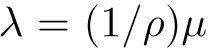 λ = (1/ρ)μ